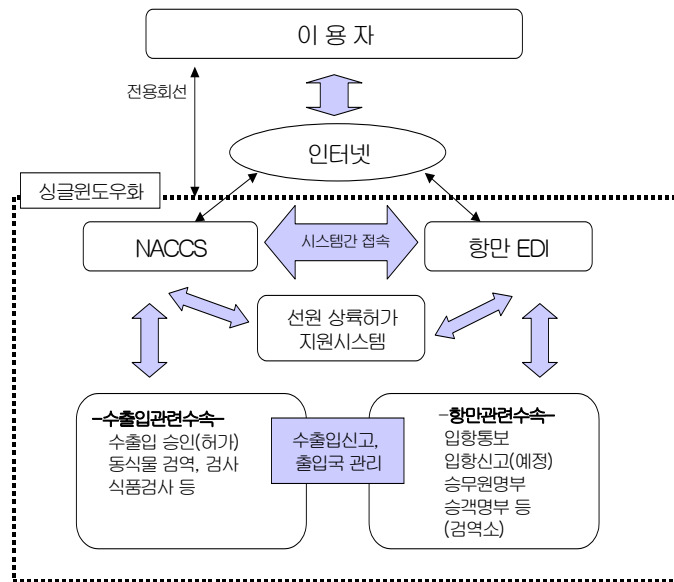 이 용 자
전용회선
인터넷
싱글윈도우화
NACCS
시스템간 접속
항만 EDI
선원 상륙허가
지원시스템
-수출입관련수속-
수출입 승인(허가)
동식물 검역, 검사
식품검사 등
수출입신고,
출입국 관리
-항만관련수속-
입항통보
입항신고(예정)
승무원명부
승객명부 등
(검역소)